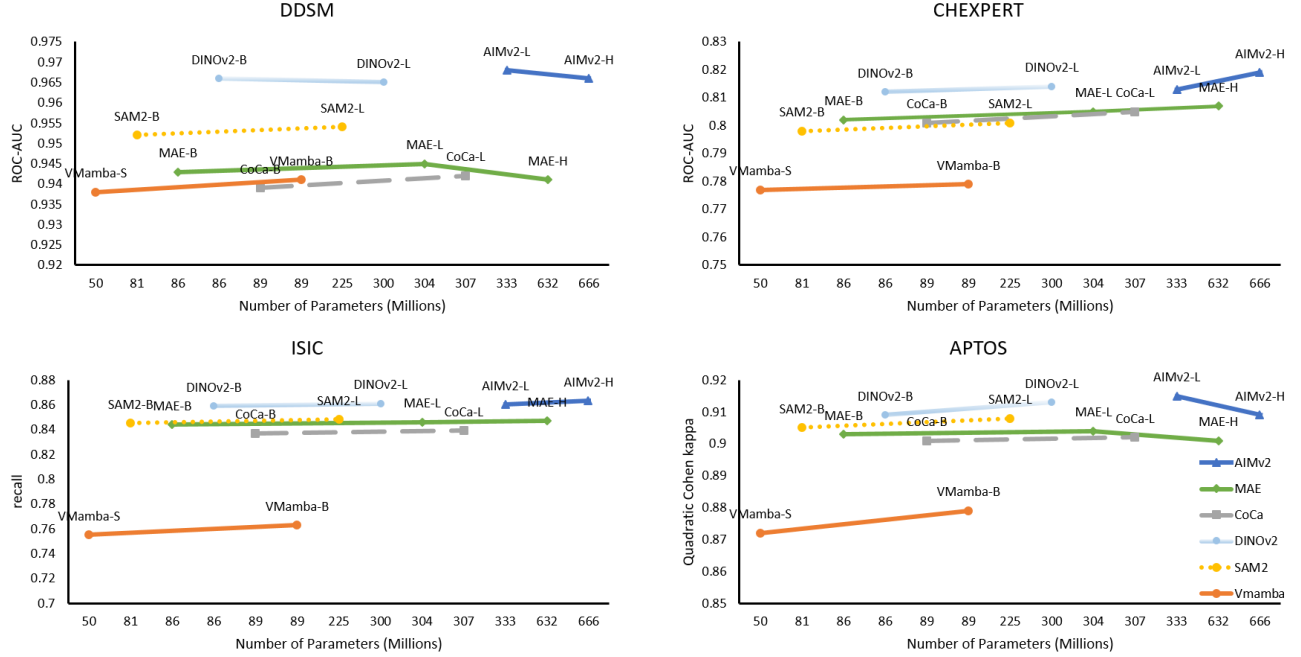 DDSM
ROC-AUC
0.975
0.97
0.965
0.96
0.955
0.95
0.945
0.94
0.935
0.93
0.925
0.92
DINOv2-B
DINOv2-L
AIMv2-L
AIMv2-H
SAM2-B
SAM2-L
MAE-B
VMamba-B
MAE-L
CoCa-L
MAE-H
VMamba-S
CoCa-B
50 81 86 86 89 89 225 300 304 307 333 632 666
Number of Parameters (Millions)
CHEXPERT
ROC-AUC
0.83
0.82
0.81
0.8
0.79
0.78
0.77
0.76
0.75
DINOv2-B
DINOv2-L
AIMv2-L
AIMv2-H
SAM2-B
MAE-B
CoCa-B
SAM2-L
MAE-L
CoCa-L
MAE-H
VMamba-S
VMamba-B
50 81 86 86 89 89 225 300 304 307 333 632 666
Number of Parameters (Millions)
ISIC
recall
0.88
0.86
0.84
0.82
0.8
0.78
0.76
0.74
0.72
0.7
DINOv2-B
DINOv2-L
AIMv2-L
AIMv2-H
SAM2-B
MAE-B
CoCa-B
SAM2-L
MAE-L
CoCa-L
MAE-H
VMamba-S
VMamba-B
50 81 86 86 89 89 225 300 304 307 333 632 666
Number of Parameters (Millions)
APTOS
Quadratic Cohen kappa
0.92
0.91
0.9
0.89
0.88
0.87
0.86
0.85
AIMv2-L
DINOv2-L
DINOv2-B
AIMv2-H
SAM2-B
SAM2-L
MAE-B
CoCa-B
MAE-L
CoCa-L
MAE-H
VMamba-S
VMamba-B
AIMv2
MAE
CoCa
DINOv2
SAM2
Vmamba
50 81 86 86 89 89 225 300 304 307 333 632 666
Number of Parameters (Millions)